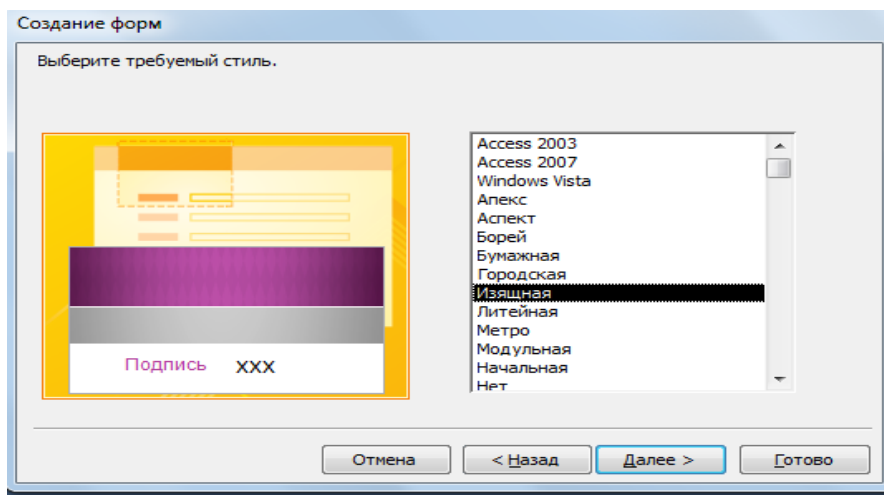 Создание форм
Выберите требуемый стиль.
Access 2003
Access 2007
Windows Vista
Апекс
Аспект
Борей
Бумажная
Городская
Изящная
Литейная
Метро
Модульная
Начальная
Нет
Подпись XXX
Отмена
< Назад
Далее >
Готово